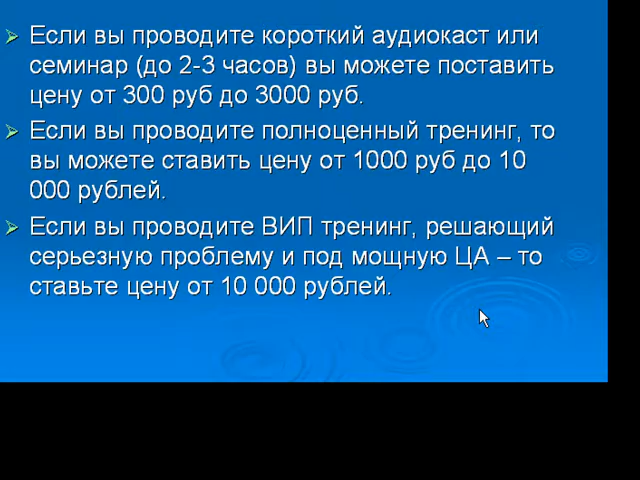 Если вы проводите короткий аудиокаст или
семинар (до 2-3 часов) вы можете поставить
цену от 300 руб до 3000 руб.
Если вы проводите полноценный тренинг, то
вы можете ставить цену от 1000 руб до 10
000 рублей.
Если вы проводите ВИП тренинг, решающий
серьезную проблему и под мощную ЦА – то
ставьте цену от 10 000 рублей.